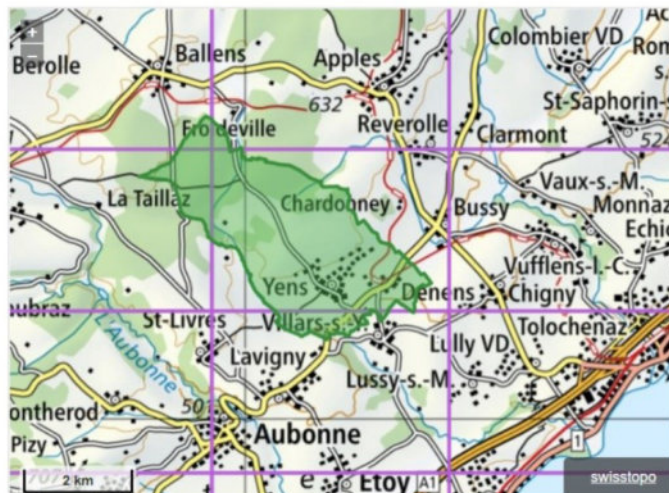 +
−
Bérolle
Ballens
Apples
Colombier VD
St-Saphorin-
632
Froideville
Reverolle
Clarmont
524
La Taillaz
Chardonney
Vaux-s.-M.
Monnaz
Bussy
Echic
Vufflens-l.-C.
Yens
Denens
Chigny
L'Aubonne
St-Livres
Villars-s.-Y.
Tolochenaz
Lavigny
Lully VD
Lussy-s.-M.
ontherod
50
Pizy
Aubonne
1
2 km
Etoy
A1
swisstopo